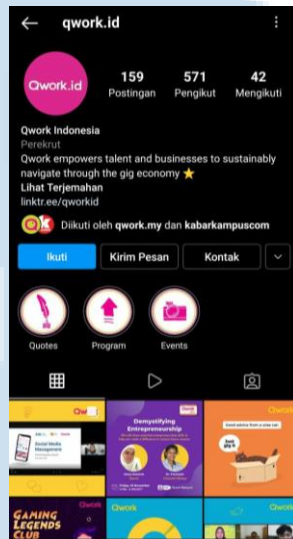 qwork.id
Qwork.id
159 571 42
Postingan Pengikut Mengikuti
Qwork Indonesia
Perekrut
Qwork empowers talent and businesses to sustainably
navigate through the gig economy
Lihat Terjemahan
linktr.ee/qworkid
Diikuti oleh qwork.my dan kabarkampuscom
Ikuti Kirim Pesan Kontak
Quotes Program Events
Social Media
Management
Demystifying
Entrepreneurship
Qwork
Good advice from a side cat:
GAMING
LEGENDS
CLUB
Qwork
Qwork